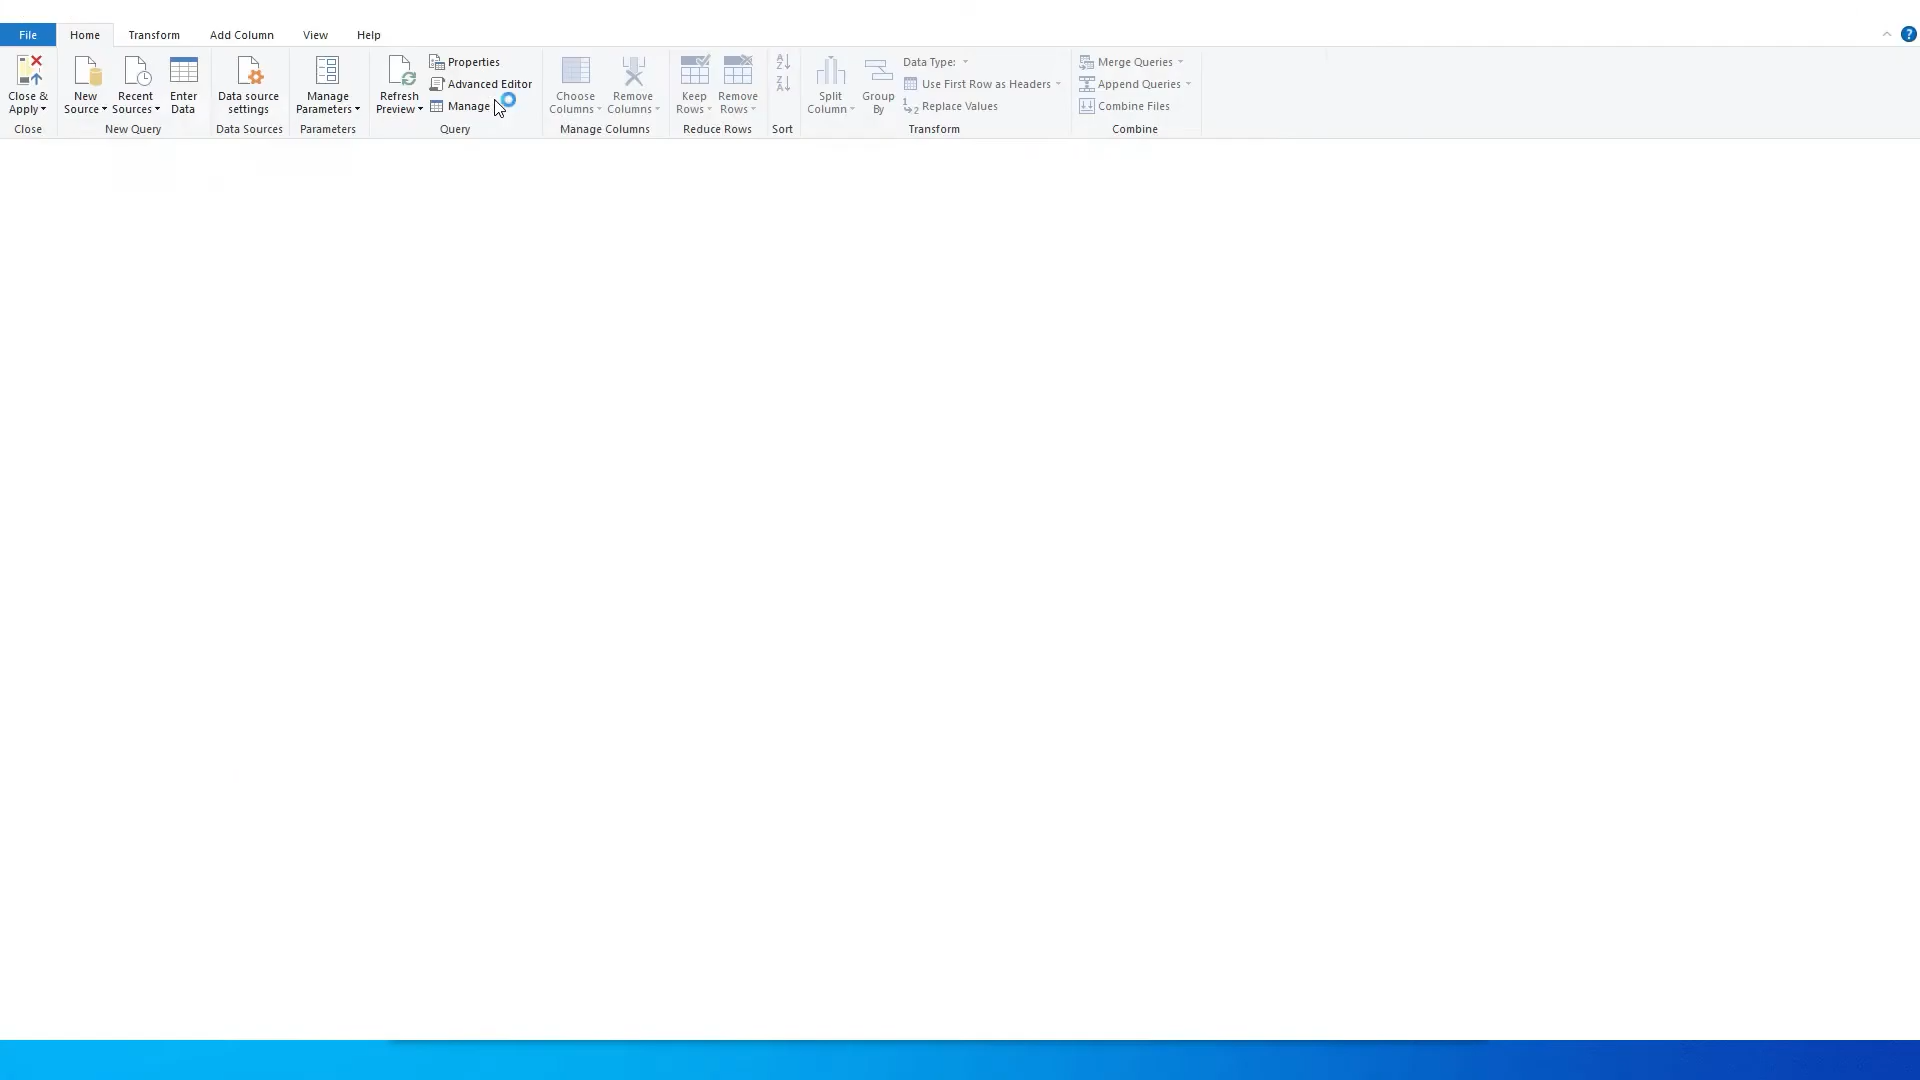 File Home Transform Add Column View Help
Close & Apply
New Source
Recent Sources
Enter Data
Data source settings
Manage Parameters
Refresh Preview
Properties
Advanced Editor
Manage
Choose Columns
Remove Columns
Keep Rows
Remove Rows
A Z
Z A
Split Column
Group By
Data Type:
Use First Row as Headers
1 2 Replace Values
Merge Queries
Append Queries
Combine Files
Close New Query Data Sources Parameters Query Manage Columns Reduce Rows Sort Transform Combine
?